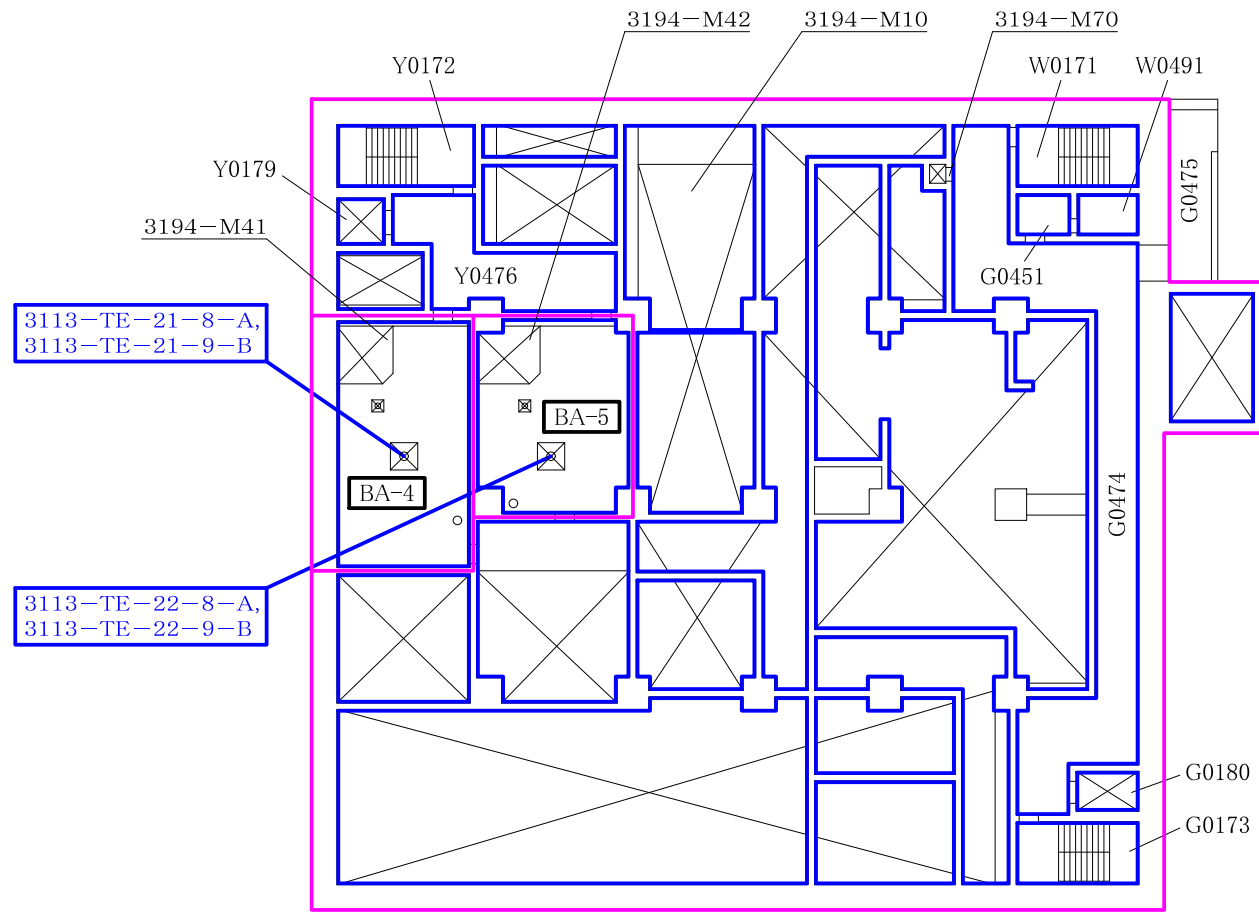 3194-M42
3194-M10
3194-M70
Y0172
W0171
W0491
Y0179
3194-M41
G0475
Y0476
G0451
3113-TE-21-8-A,
3113-TE-21-9-B
BA-5
BA-4
G0474
3113-TE-22-8-A,
3113-TE-22-9-B
G0180
G0173